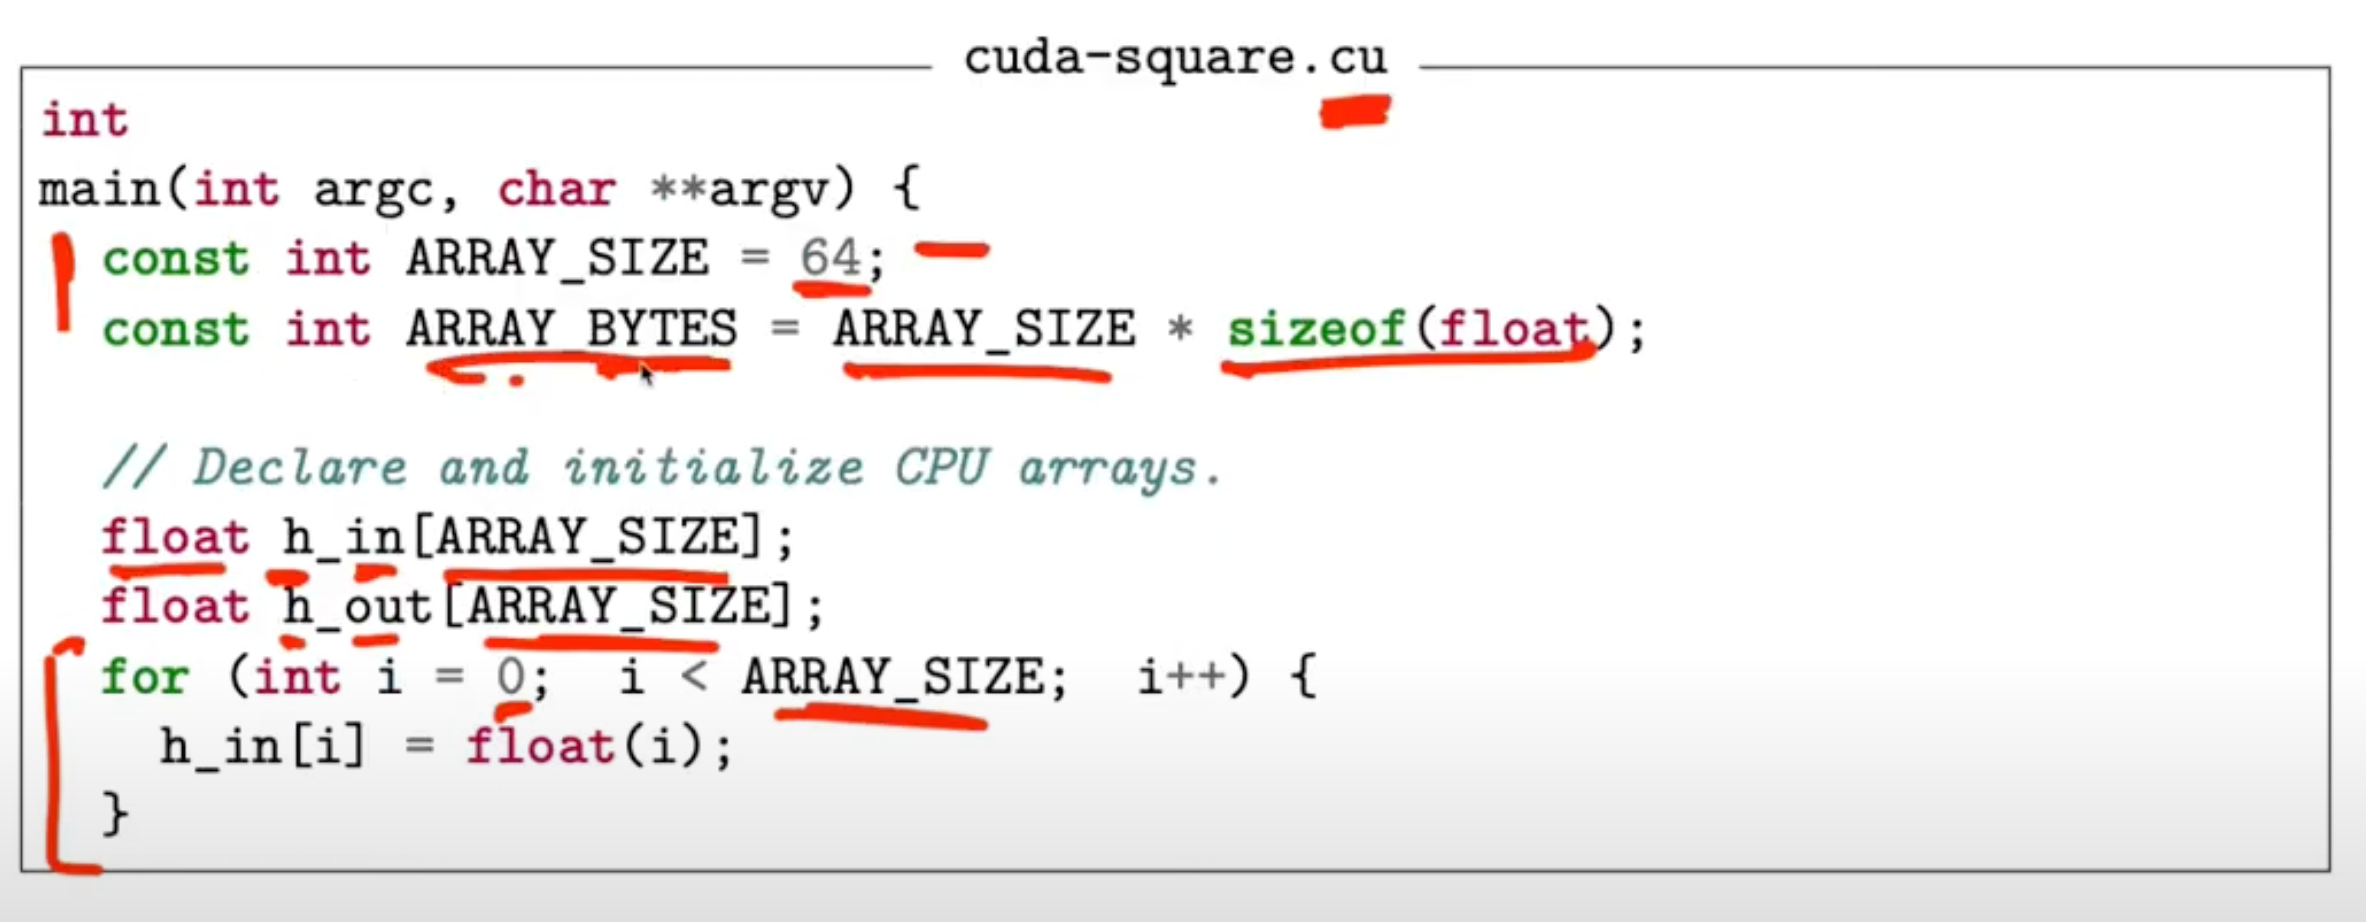 cuda-square.cu
int
main(int argc, char **argv) {
const int ARRAY_SIZE = 64;
const int ARRAY_BYTES = ARRAY_SIZE * sizeof(float);
// Declare and initialize CPU arrays.
float h_in[ARRAY_SIZE];
float h_out[ARRAY_SIZE];
for (int i = 0; i < ARRAY_SIZE; i++) {
h_in[i] = float(i);
}